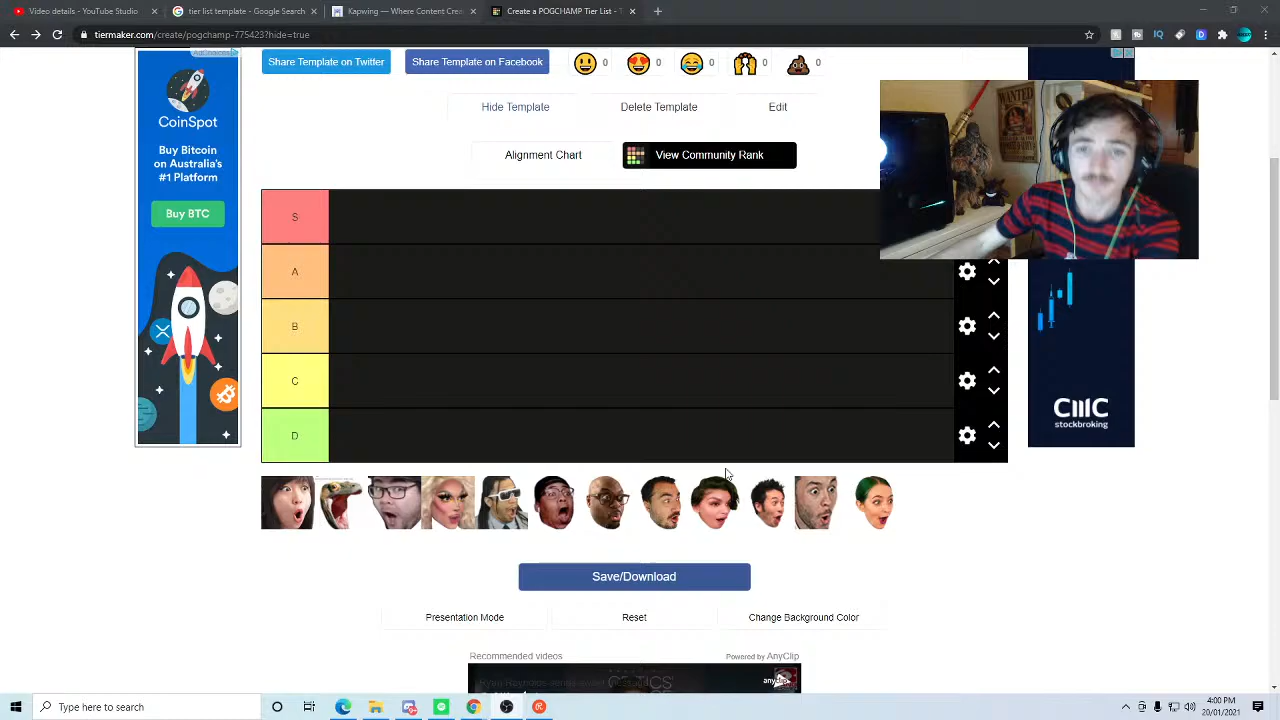 Video details - YouTube Studio
tier list template - Google Search
Kapwing — Where Content Crea
Create a POGCHAMP Tier List - T
tiermaker.com/create/pogchamp-775423?hide=true
AdChoices
Share Template on Twitter
Share Template on Facebook
0
0
0
0
0
Hide Template
Delete Template
Edit
CoinSpot
Buy Bitcoin
on Australia's
#1 Platform
Buy BTC
WANTED
Alignment Chart
View Community Rank
S
A
B
C
D
CMC
stockbroking
Save/Download
Presentation Mode
Reset
Change Background Color
Recommended videos
Powered by AnyClip
Type here to search
4:00 PM
20/01/2021